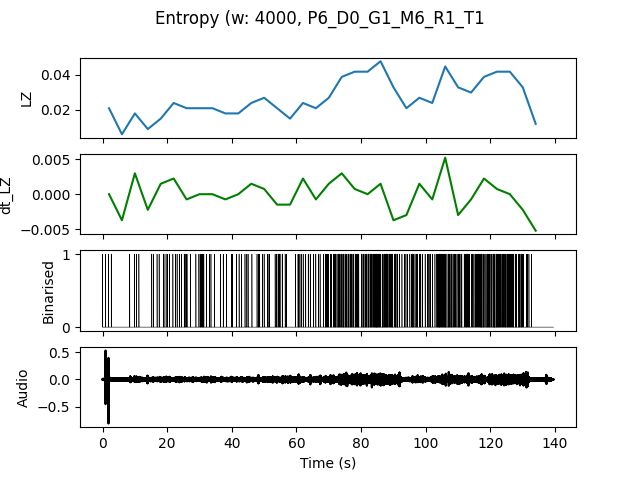 Entropy (w: 4000, P6_D0_G1_M6_R1_T1
LZ
0.04
0.02
dt_LZ
0.005
0.000
−0.005
Binarised
1
0
Audio
0.5
0.0
−0.5
0 20 40 60 80 100 120 140
Time (s)